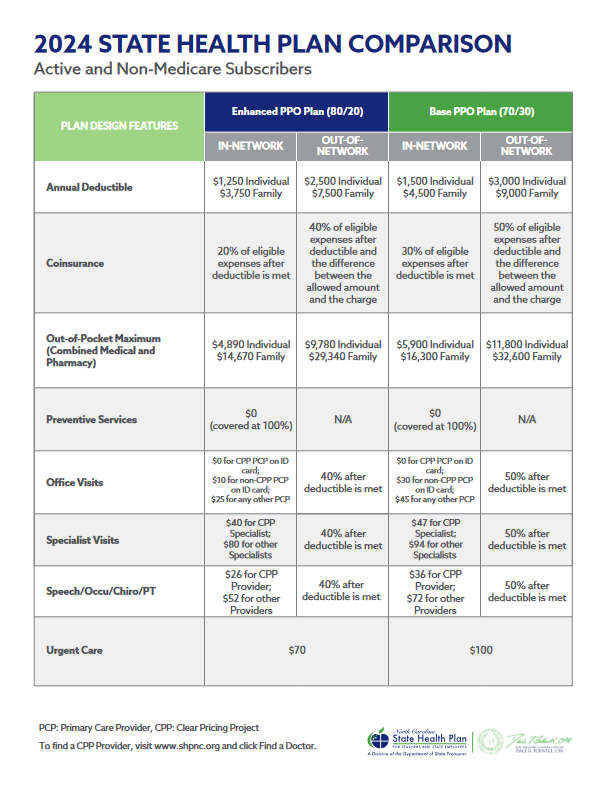 2024 STATE HEALTH PLAN COMPARISON
Active and Non-Medicare Subscribers
PLAN DESIGN FEATURES
Enhanced PPO Plan (80/20)
Base PPO Plan (70/30)
IN-NETWORK
OUT-OF-
NETWORK
IN-NETWORK
OUT-OF-
NETWORK
Annual Deductible
$1,250 Individual
$3,750 Family
$2,500 Individual
$7,500 Family
$1,500 Individual
$4,500 Family
$3,000 Individual
$9,000 Family
Coinsurance
20% of eligible
expenses after
deductible is met
40% of eligible
expenses after
deductible and
the difference
between the
allowed amount
and the charge
30% of eligible
expenses after
deductible is met
50% of eligible
expenses after
deductible and
the difference
between the
allowed amount
and the charge
Out-of-Pocket Maximum
(Combined Medical and
Pharmacy)
$4,890 Individual
$14,670 Family
$9,780 Individual
$29,340 Family
$5,900 Individual
$16,300 Family
$11,800 Individual
$32,600 Family
Preventive Services
$0
(covered at 100%)
N/A
$0
(covered at 100%)
N/A
Office Visits
$0 for CPP PCP on ID
card;
$10 for non-CPP PCP
on ID card;
$25 for any other PCP
40% after
deductible is met
$0 for CPP PCP on ID
card;
$30 for non-CPP PCP
on ID card;
$45 for any other PCP
50% after
deductible is met
Specialist Visits
$40 for CPP
Specialist;
$80 for other
Specialists
40% after
deductible is met
$47 for CPP
Specialist;
$94 for other
Specialists
50% after
deductible is met
Speech/Occu/Chiro/PT
$26 for CPP
Provider;
$52 for other
Providers
40% after
deductible is met
$36 for CPP
Provider;
$72 for other
Providers
50% after
deductible is met
Urgent Care
$70
$100
PCP: Primary Care Provider, CPP: Clear Pricing Project
To find a CPP Provider, visit www.shpnc.org and click Find a Doctor.
North Carolina
State Health Plan
FOR TEACHERS AND STATE EMPLOYEES
A Division of the Department of State Treasurer
DALE R. FOLWELL, CPA